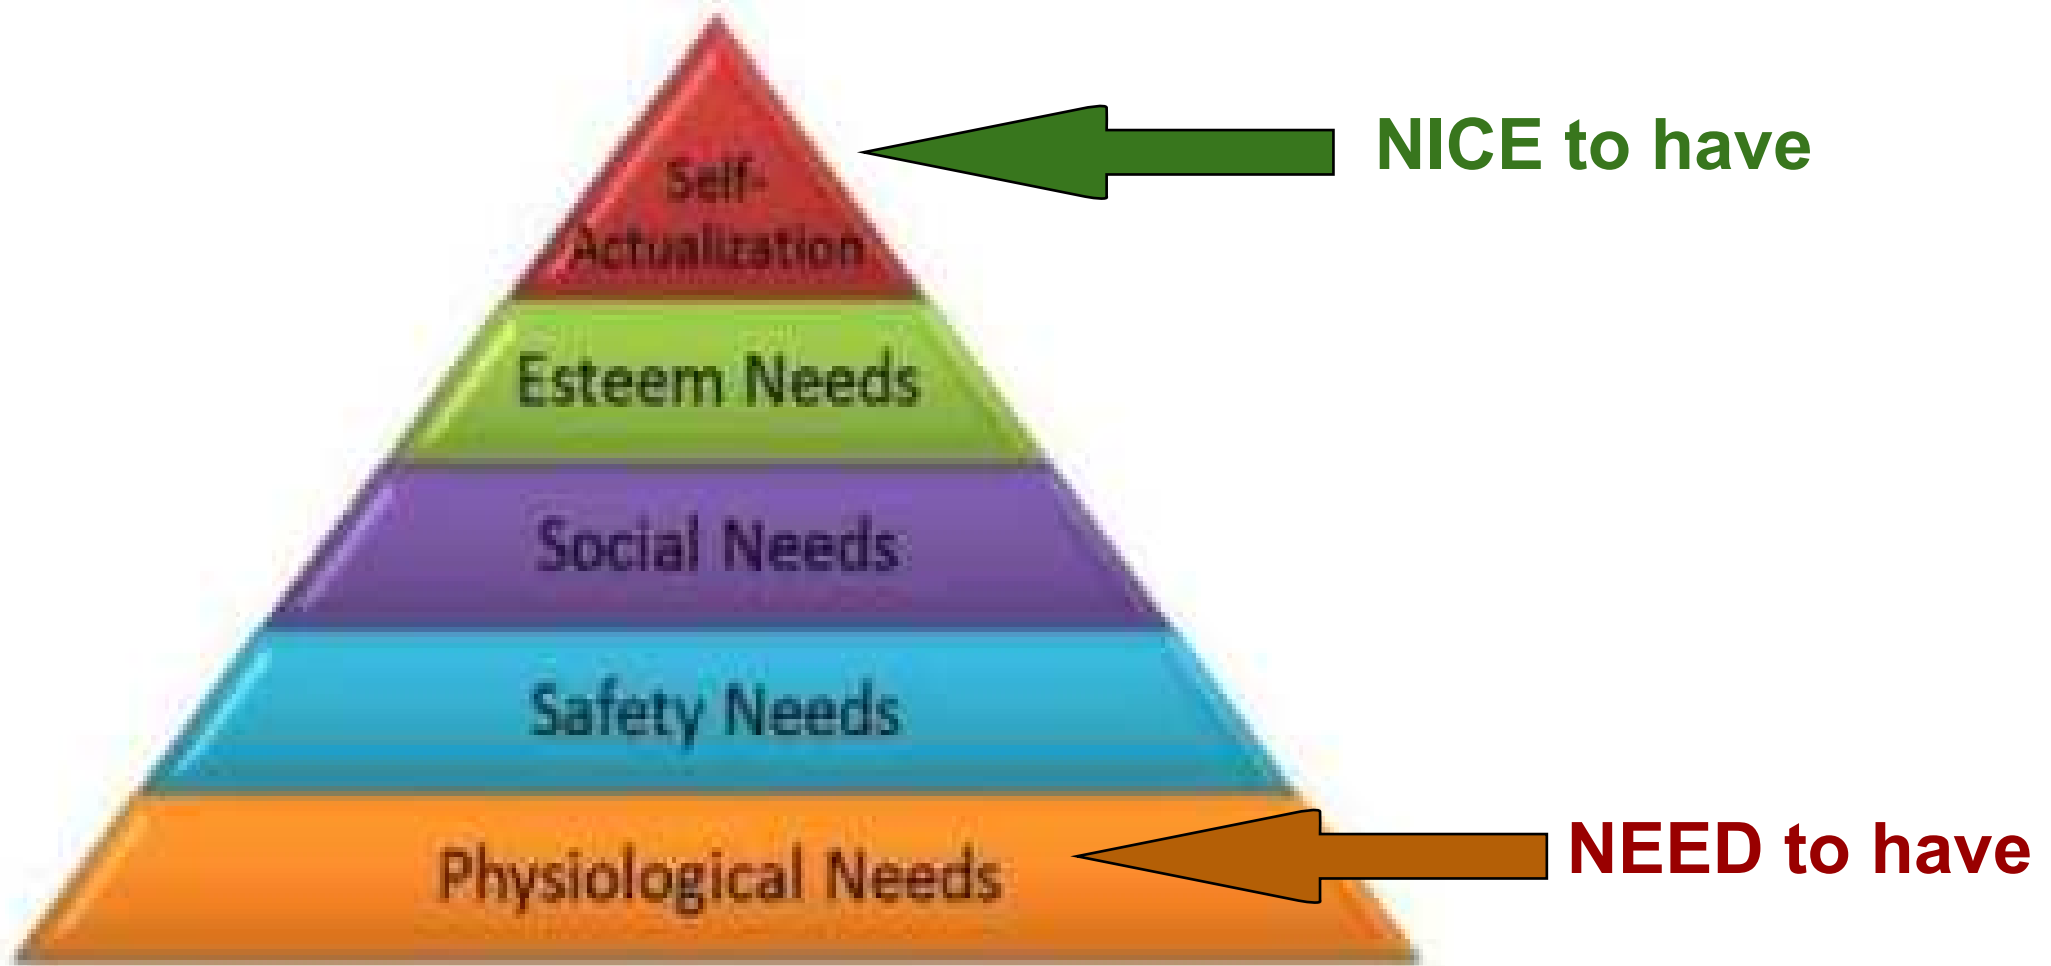 Self-
Actualization
NICE to have
Esteem Needs
Social Needs
Safety Needs
Physiological Needs
NEED to have